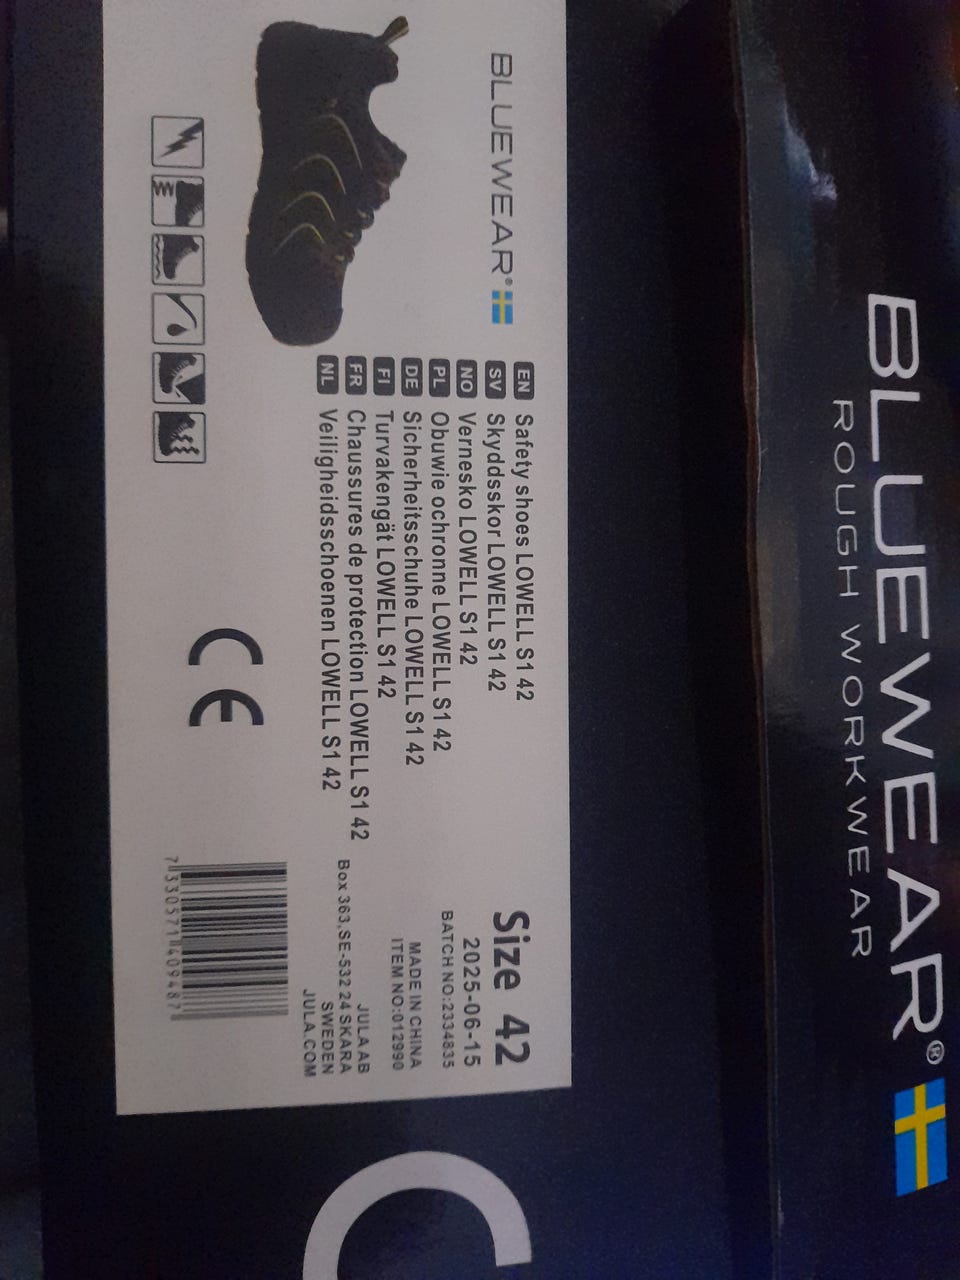 BLUEWEAR®
ROUGH WORKWEAR
BLUEWEAR®
EN Safety shoes LOWELL S1 42
SV Skyddsskor LOWELL S1 42
NO Vernesko LOWELL S1 42
PL Obuwie ochronne LOWELL S1 42
DE Sicherheitsschuhe LOWELL S1 42
FI Turvakengät LOWELL S1 42
FR Chaussures de protection LOWELL S1 42
NL Veiligheidsschoenen LOWELL S1 42
Size 42
2025-06-15
BATCH NO:2334835
MADE IN CHINA
ITEM NO:012990
JULA AB
Box 363,SE-532 24 SKARA
SWEDEN
JULA.COM
CE
7330571409487